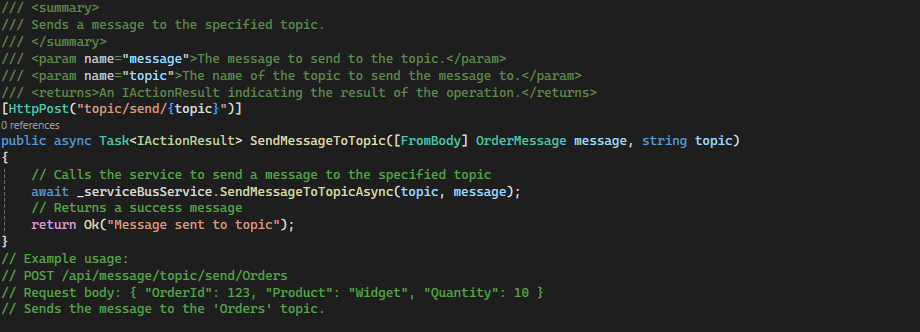 /// <summary>
/// Sends a message to the specified topic.
/// </summary>
/// <param name="message">The message to send to the topic.</param>
/// <param name="topic">The name of the topic to send the message to.</param>
/// <returns>An IActionResult indicating the result of the operation.</returns>
[HttpPost("topic/send/{topic}")]
0 references
public async Task<IActionResult> SendMessageToTopic([FromBody] OrderMessage message, string topic)
{
    // Calls the service to send a message to the specified topic
    await _serviceBusService.SendMessageToTopicAsync(topic, message);
    // Returns a success message
    return Ok("Message sent to topic");
}
// Example usage:
// POST /api/message/topic/send/Orders
// Request body: { "OrderId": 123, "Product": "Widget", "Quantity": 10 }
// Sends the message to the 'Orders' topic.